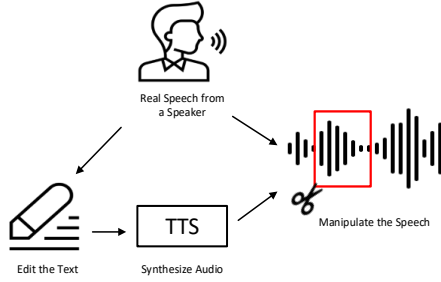 Real Speech from
a Speaker
TTS
Manipulate the Speech
Edit the Text
Synthesize Audio